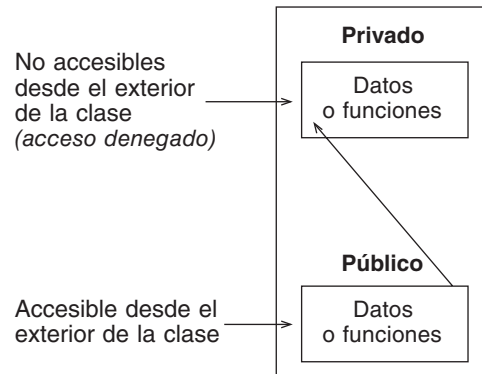 Privado
No accesibles
desde el exterior
de la clase
(acceso denegado)
Datos
o funciones
Público
Accesible desde el
exterior de la clase
Datos
o funciones